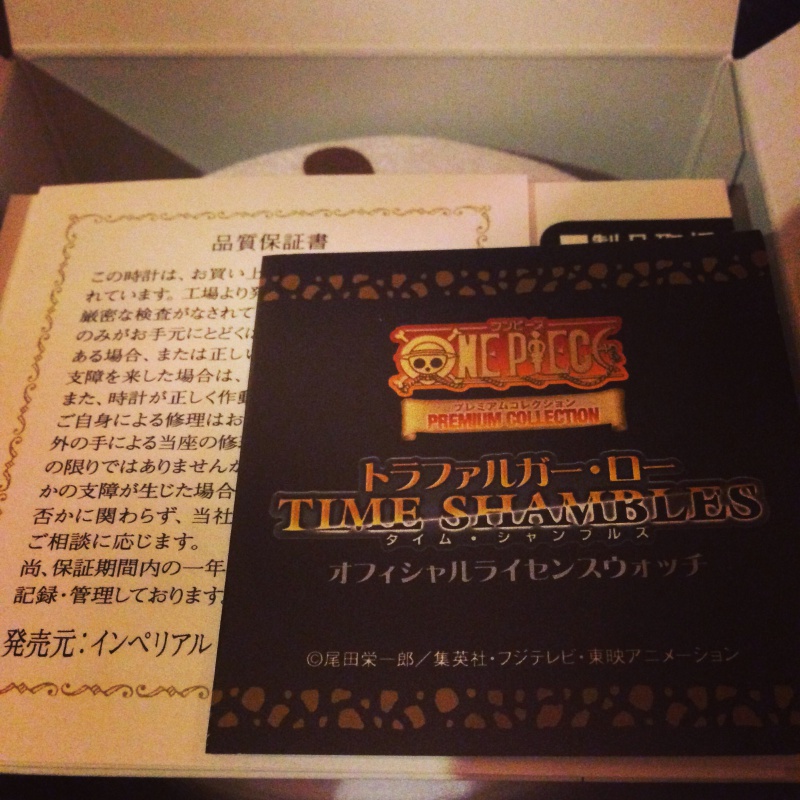 品質保証書
この時計は、お買い上
れています。工場より
厳密な検査がなされて
のみがお手元にとどく
ある場合、または正し
支障を来した場合は、
また、時計が正しく作動
ご自身による修理はお
外の手による当座の修
の限りではありませんが
かの支障が生じた場合
否かに関わらず、当社
ご相談に応じます。
尚、保証期間内の一年
記録・管理しております
発売元：インペリアル
ワンピース
ONE PIECE
プレミアムコレクション
PREMIUM COLLECTION
トラファルガー・ロー
TIME SHAMBLES
タイム・シャンブルズ
オフィシャルライセンスウォッチ
©尾田栄一郎／集英社・フジテレビ・東映アニメーション